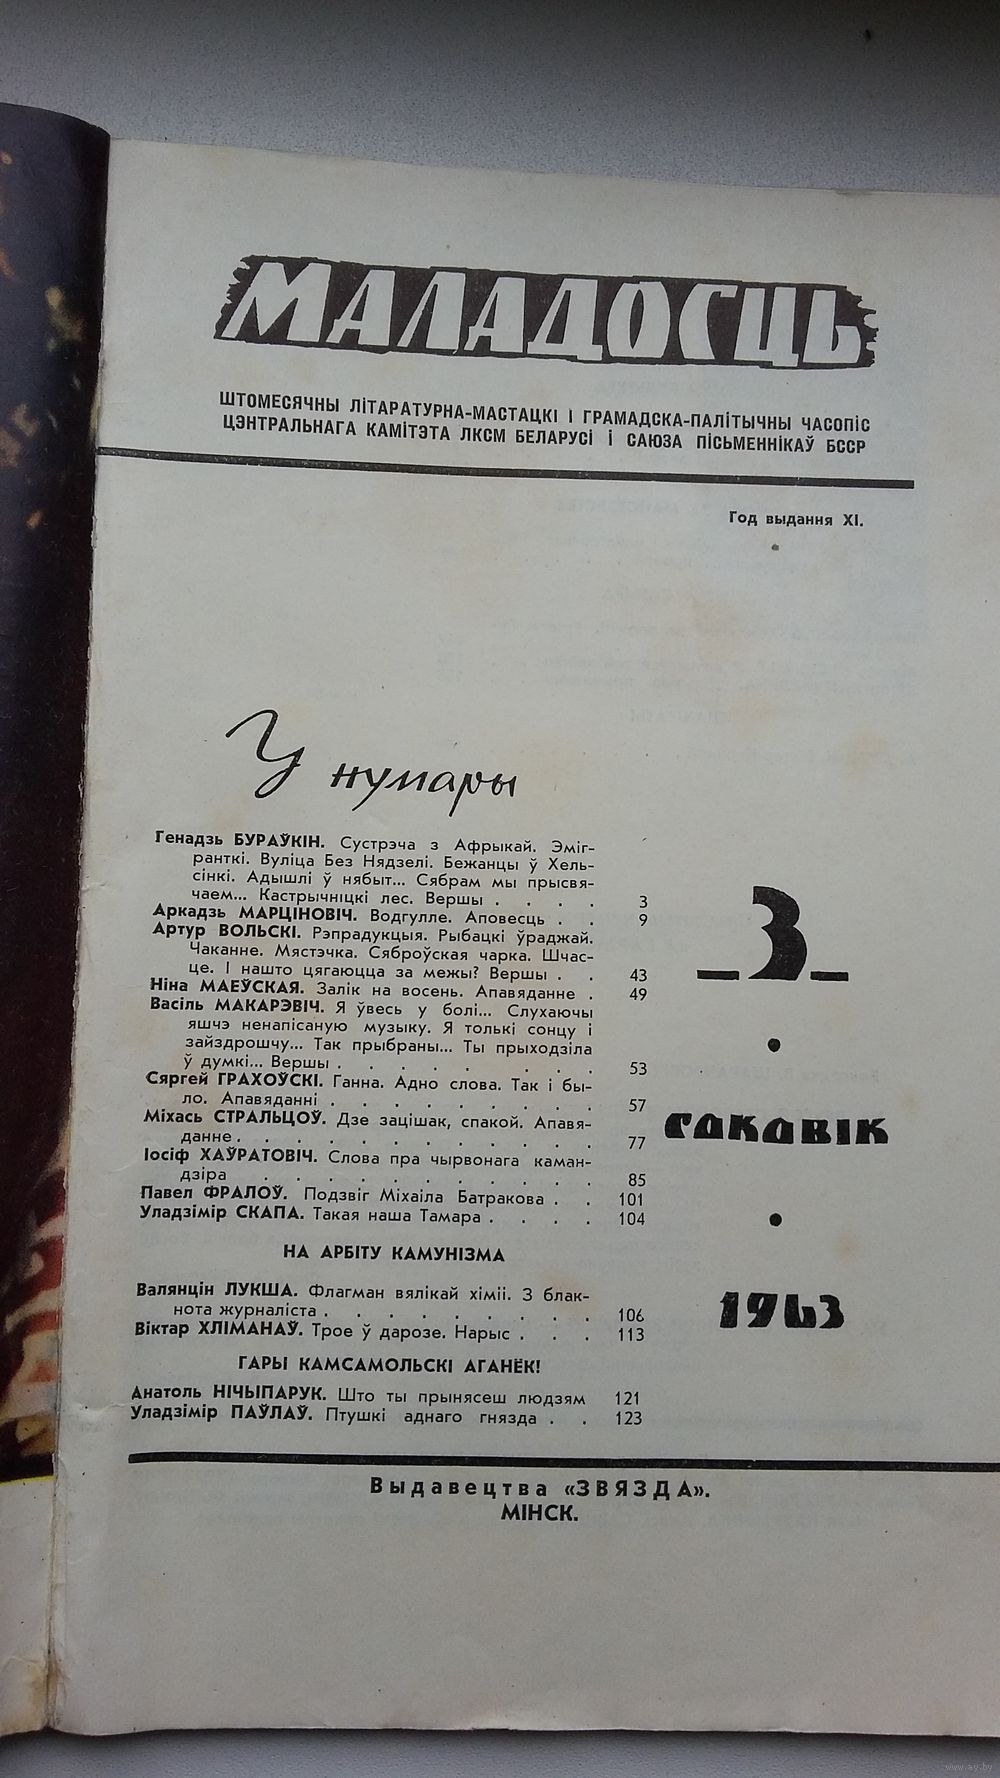 МАЛАДОСЦЬ
ШТОМЕСЯЧНЫ ЛІТАРАТУРНА-МАСТАЦКІ І ГРАМАДСКА-ПАЛІТЫЧНЫ ЧАСОПІС
ЦЭНТРАЛЬНАГА КАМІТЭТА ЛКСМ БЕЛАРУСІ І САЮЗА ПІСЬМЕННІКАЎ БССР
Год выдання XI.
У нумары
Генадзь БУРАЎКІН. Сустрэча з Афрыкай. Эміг-
ранткі. Вуліца Без Нядзелі. Бежанцы ў Хель-
сінкі. Адышлі ў нябыт... Сябрам мы прысвя-
чаем... Кастрычніцкі лес. Вершы . . . . 3
Аркадзь МАРЦІНОВІЧ. Водгулле. Аповесць . . 9
Артур ВОЛЬСКІ. Рэпрадукцыя. Рыбацкі ўраджай.
Чаканне. Мястэчка. Сяброўская чарка. Шчас-
це. І нашто цягаюцца за межы? Вершы . . 43
Ніна МАЕЎСКАЯ. Залік на восень. Апавяданне . 49
Васіль МАКАРЭВІЧ. Я ўвесь у болі... Слухаючы
яшчэ ненапісаную музыку. Я толькі сонцу і
зайздрошчу... Так прыбраны... Ты прыходзіла
ў думкі... Вершы . . . . . . . . 53
Сяргей ГРАХОЎСКІ. Ганна. Адно слова. Так і бы-
ло. Апавяданні . . . . . . . . . 57
Міхась СТРАЛЬЦОЎ. Дзе зацішак, спакой. Апавя-
данне . . . . . . . . . . . . 77
Іосіф ХАЎРАТОВІЧ. Слова пра чырвонага каман-
дзіра . . . . . . . . . . . 85
Павел ФРАЛОЎ. Подзвіг Міхаіла Батракова . . 101
Уладзімір СКАПА. Такая наша Тамара . . . . 104
НА АРБІТУ КАМУНІЗМА
Валянцін ЛУКША. Флагман вялікай хіміі. З блак-
нота журналіста . . . . . . . . . 106
Віктар ХЛІМАНАЎ. Трое ў дарозе. Нарыс . . . 113
ГАРЫ КАМСАМОЛЬСКІ АГАНЁК!
Анатоль НІЧЫПАРУК. Што ты прынясеш людзям 121
Уладзімір ПАЎЛАЎ. Птушкі аднаго гнязда . . 123
3
САКАВІК
1963
Выдавецтва «ЗВЯЗДА».
МІНСК.
www.ay.by